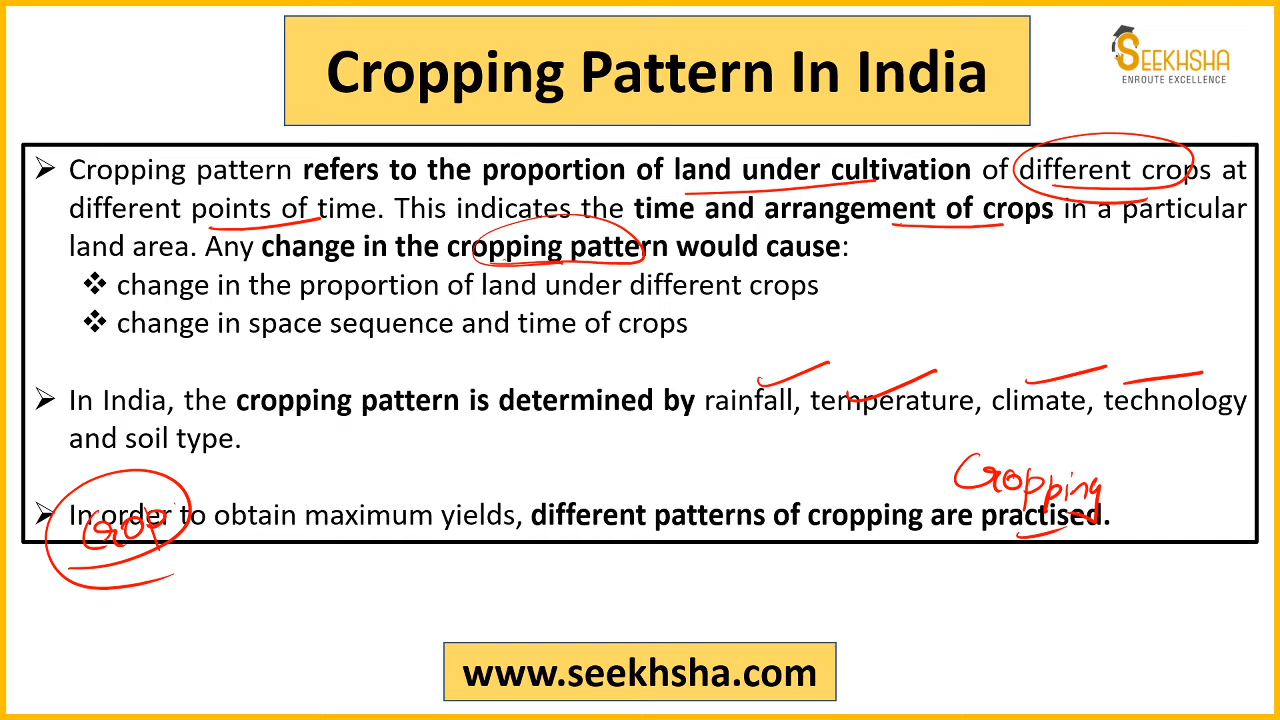 Cropping Pattern In India
SEEKHSHA
ENROUTE EXCELLENCE
➢ Cropping pattern refers to the proportion of land under cultivation of different crops at
different points of time. This indicates the time and arrangement of crops in a particular
land area. Any change in the cropping pattern would cause:
❖ change in the proportion of land under different crops
❖ change in space sequence and time of crops
➢ In India, the cropping pattern is determined by rainfall, temperature, climate, technology
and soil type.
Cropping
➢ In order to obtain maximum yields, different patterns of cropping are practised.
Crop
www.seekhsha.com